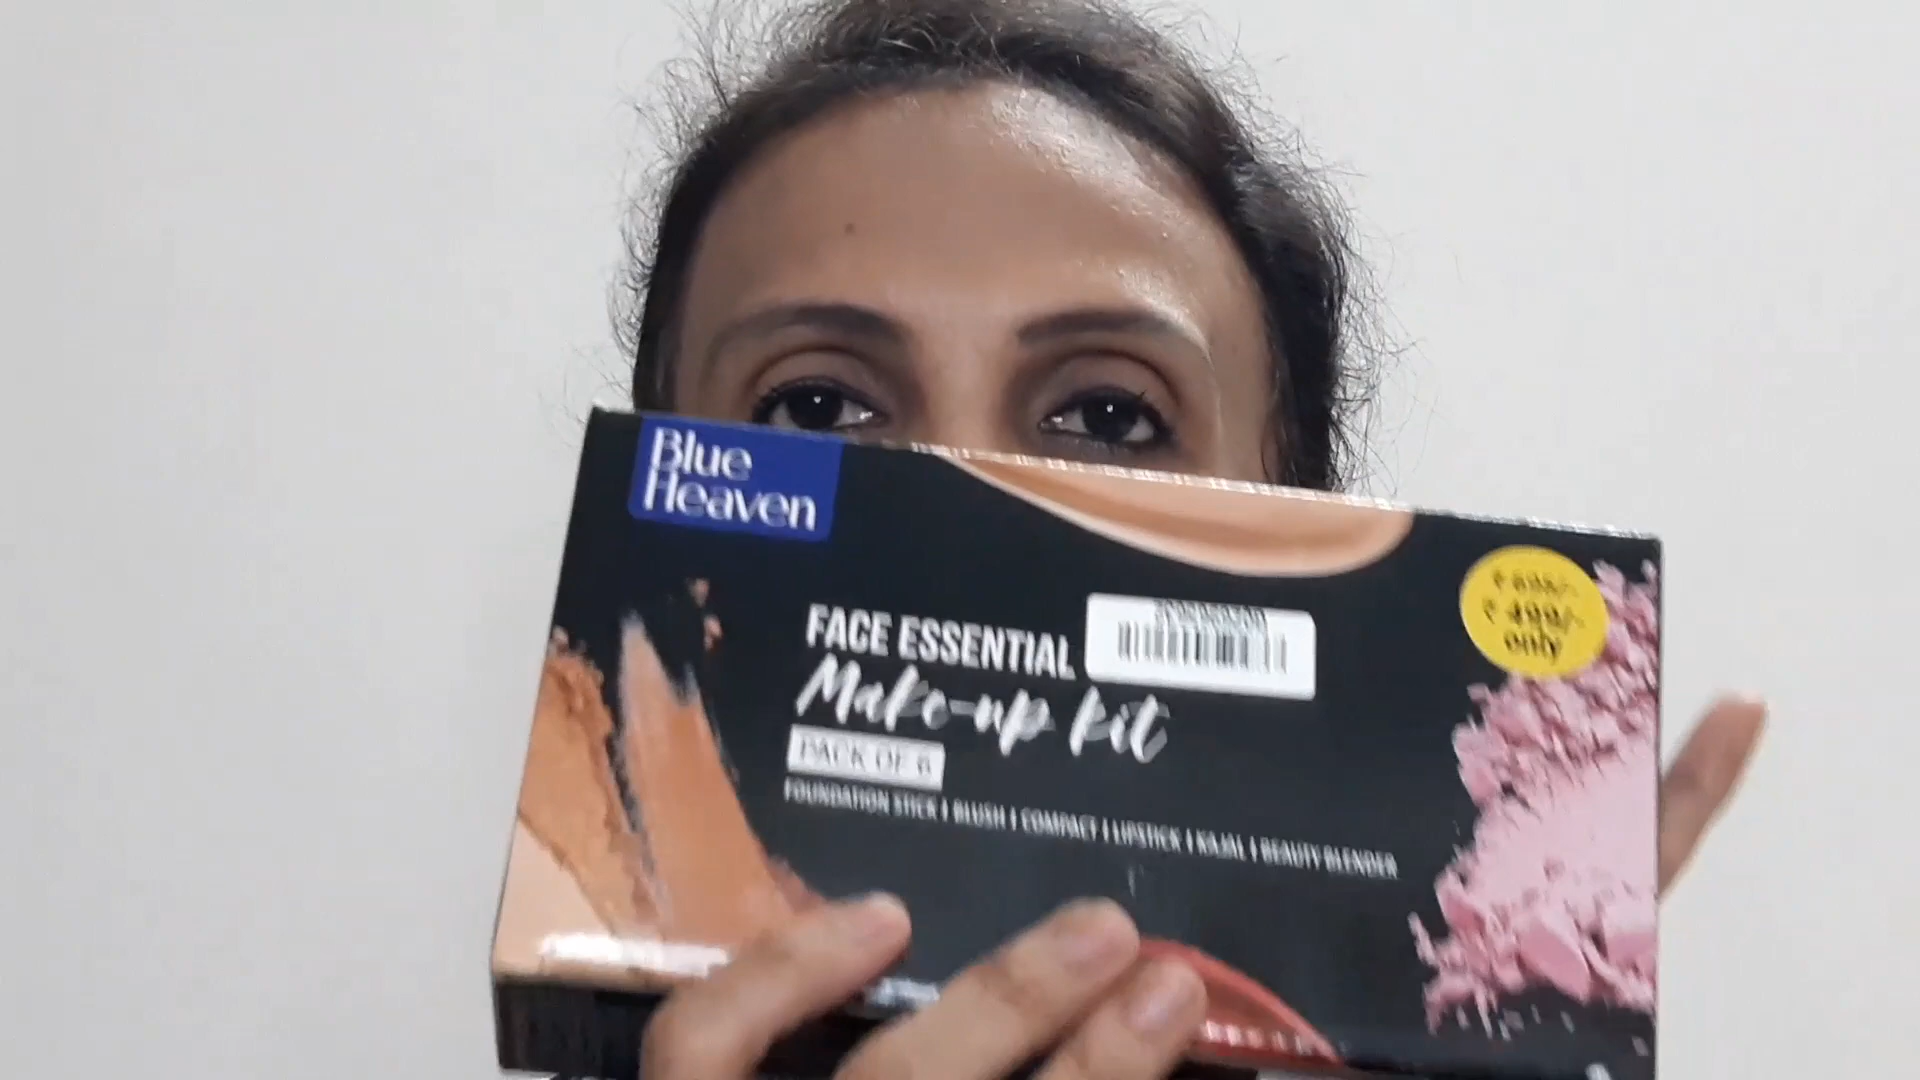 Blue
Heaven
FACE ESSENTIAL
Make-up kit
PACK OF 6
FOUNDATION STICK | BLUSH | COMPACT | LIPSTICK | KAJAL | BEAUTY BLENDER
₹ 499/-
only